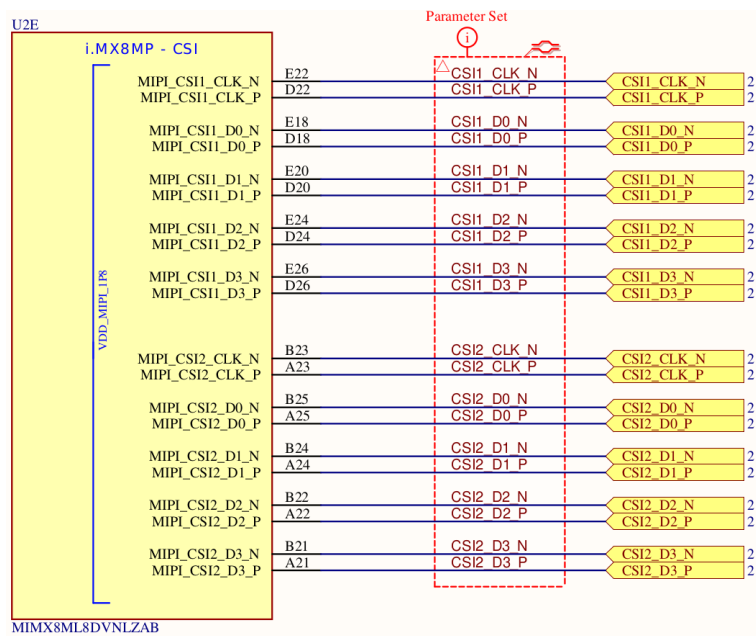 Parameter Set
i
U2E
i.MX8MP - CSI
VDD_MIPI_1P8
MIPI_CSI1_CLK_N E22 CSI1_CLK_N CSI1_CLK_N 2
MIPI_CSI1_CLK_P D22 CSI1_CLK_P CSI1_CLK_P 2
MIPI_CSI1_D0_N E18 CSI1_D0_N CSI1_D0_N 2
MIPI_CSI1_D0_P D18 CSI1_D0_P CSI1_D0_P 2
MIPI_CSI1_D1_N E20 CSI1_D1_N CSI1_D1_N 2
MIPI_CSI1_D1_P D20 CSI1_D1_P CSI1_D1_P 2
MIPI_CSI1_D2_N E24 CSI1_D2_N CSI1_D2_N 2
MIPI_CSI1_D2_P D24 CSI1_D2_P CSI1_D2_P 2
MIPI_CSI1_D3_N E26 CSI1_D3_N CSI1_D3_N 2
MIPI_CSI1_D3_P D26 CSI1_D3_P CSI1_D3_P 2
MIPI_CSI2_CLK_N B23 CSI2_CLK_N CSI2_CLK_N 2
MIPI_CSI2_CLK_P A23 CSI2_CLK_P CSI2_CLK_P 2
MIPI_CSI2_D0_N B25 CSI2_D0_N CSI2_D0_N 2
MIPI_CSI2_D0_P A25 CSI2_D0_P CSI2_D0_P 2
MIPI_CSI2_D1_N B24 CSI2_D1_N CSI2_D1_N 2
MIPI_CSI2_D1_P A24 CSI2_D1_P CSI2_D1_P 2
MIPI_CSI2_D2_N B22 CSI2_D2_N CSI2_D2_N 2
MIPI_CSI2_D2_P A22 CSI2_D2_P CSI2_D2_P 2
MIPI_CSI2_D3_N B21 CSI2_D3_N CSI2_D3_N 2
MIPI_CSI2_D3_P A21 CSI2_D3_P CSI2_D3_P 2
MIMX8ML8DVNLZAB